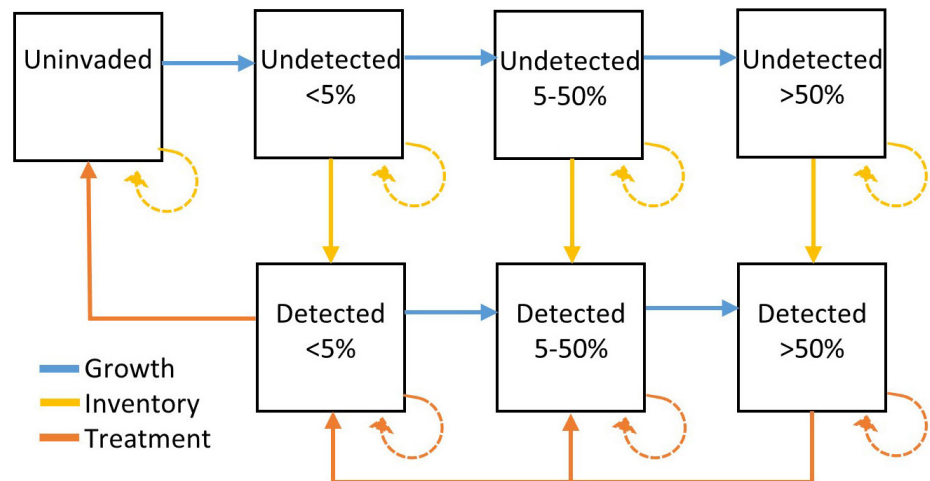 Uninvaded
Undetected
<5%
Undetected
5-50%
Undetected
>50%
Detected
<5%
Detected
5-50%
Detected
>50%
Growth
Inventory
Treatment